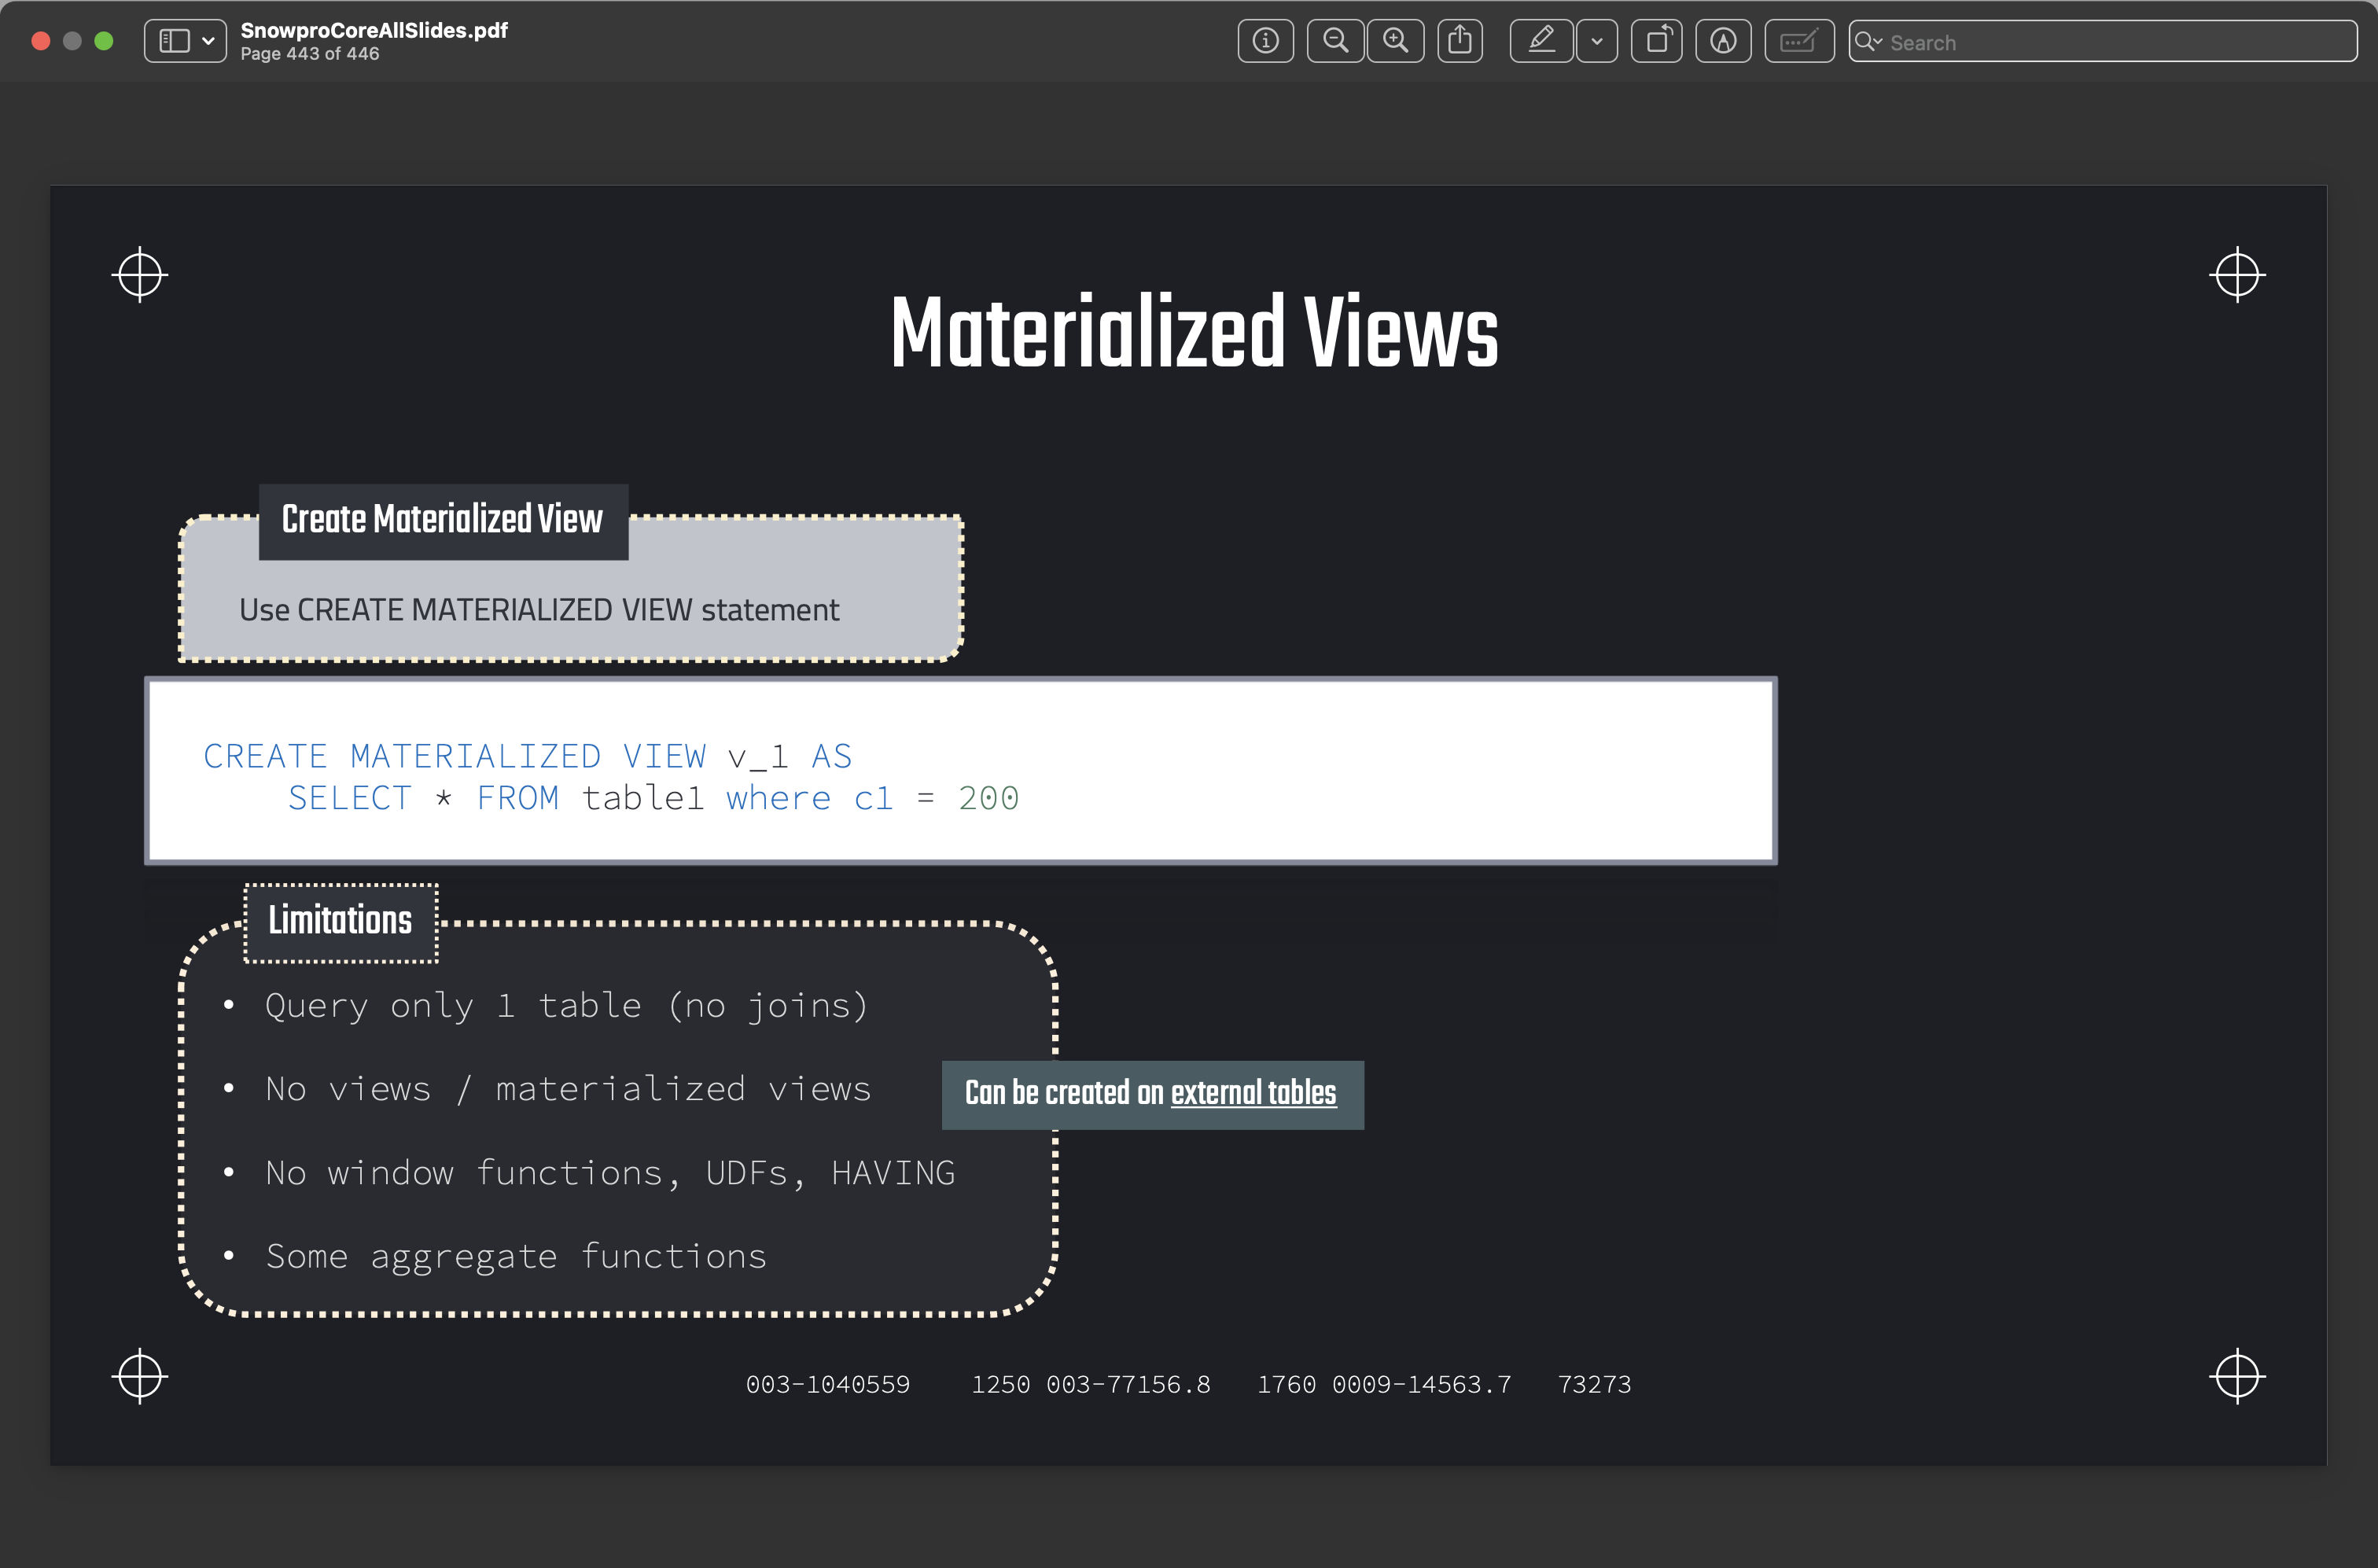 SnowproCoreAllSlides.pdf
Page 443 of 446
Search
Materialized Views
Create Materialized View
Use CREATE MATERIALIZED VIEW statement
CREATE MATERIALIZED VIEW v_1 AS
SELECT * FROM table1 where c1 = 200
Limitations
• Query only 1 table (no joins)
• No views / materialized views
Can be created on external tables
• No window functions, UDFs, HAVING
• Some aggregate functions
003-1040559 1250 003-77156.8 1760 0009-14563.7 73273